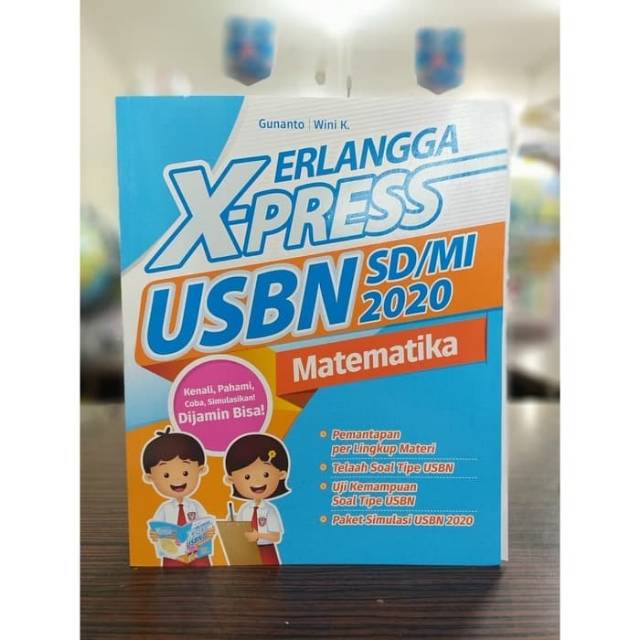 Gunanto | Wini K.
ERLANGGA
X-PRESS
USBN SD/MI
2020
Matematika
Kenali, Pahami,
Coba, Simulasikan!
Dijamin Bisa!
Pemantapan
per Lingkup Materi
Telaah Soal Tipe USBN
Uji Kemampuan
Soal Tipe USBN
Paket Simulasi USBN 2020
USBN